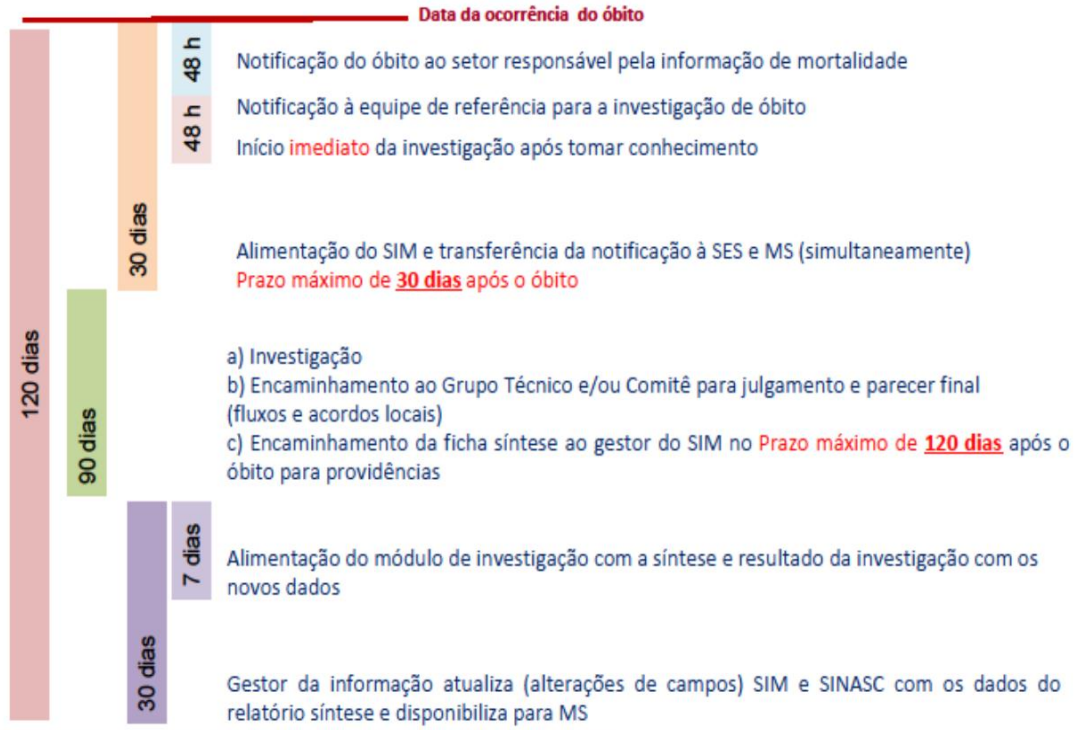 Data da ocorrência do óbito
48 h
Notificação do óbito ao setor responsável pela informação de mortalidade
48 h
Notificação à equipe de referência para a investigação de óbito
Início imediato da investigação após tomar conhecimento
30 dias
Alimentação do SIM e transferência da notificação à SES e MS (simultaneamente)
Prazo máximo de 30 dias após o óbito
120 dias
90 dias
a) Investigação
b) Encaminhamento ao Grupo Técnico e/ou Comitê para julgamento e parecer final
(fluxos e acordos locais)
c) Encaminhamento da ficha síntese ao gestor do SIM no Prazo máximo de 120 dias após o
óbito para providências
7 dias
Alimentação do módulo de investigação com a síntese e resultado da investigação com os
novos dados
30 dias
Gestor da informação atualiza (alterações de campos) SIM e SINASC com os dados do
relatório síntese e disponibiliza para MS